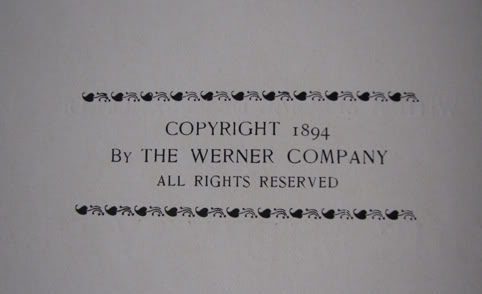 COPYRIGHT 1894
By THE WERNER COMPANY
ALL RIGHTS RESERVED